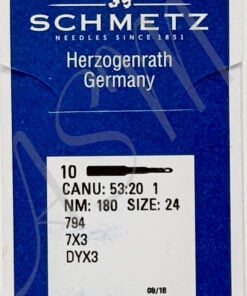 SCHMETZ
NEEDLES SINCE 1851
Herzogenrath
Germany
10
CANU: 53:20 1
NM: 180 SIZE: 24
794
7X3
DYX3
08/18